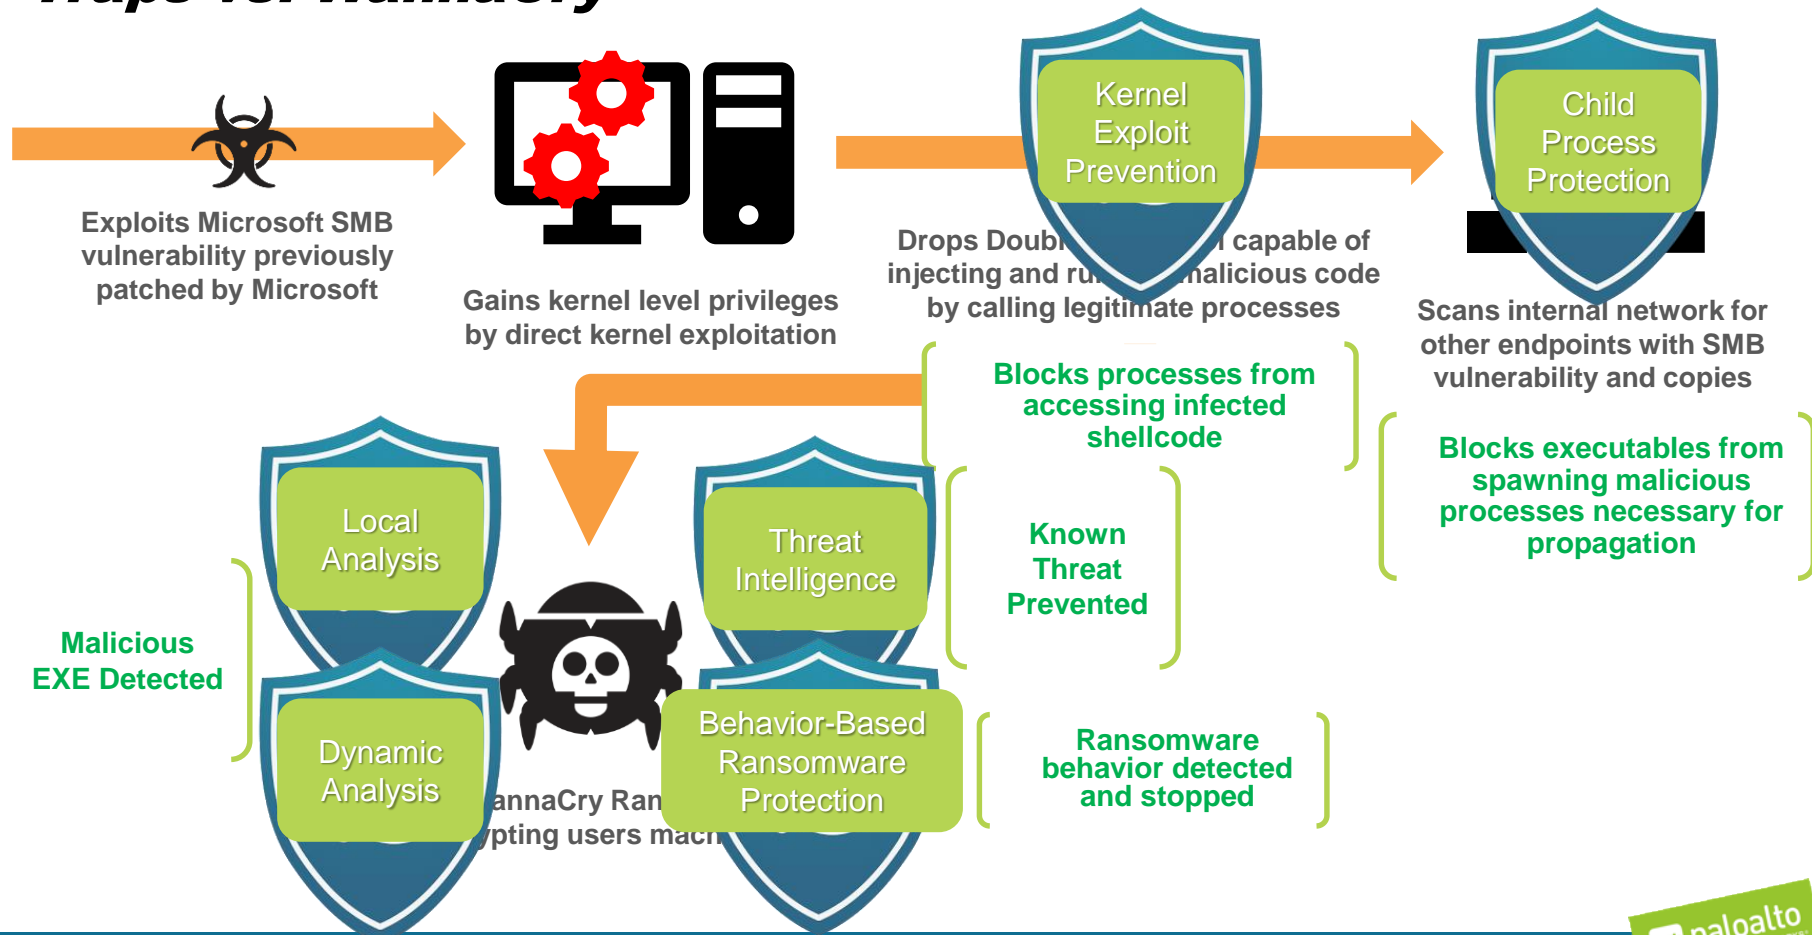 Traps vs. WannaCry
Exploits Microsoft SMB
vulnerability previously
patched by Microsoft
Gains kernel level privileges
by direct kernel exploitation
Kernel
Exploit
Prevention
Drops capable of
injecting and malicious code
by calling legitimate processes
Child
Process
Protection
Scans internal network for
other endpoints with SMB
vulnerability and copies
Blocks processes from
accessing infected
shellcode
Blocks executables from
spawning malicious
processes necessary for
propagation
Local
Analysis
Threat
Intelligence
Known
Threat
Prevented
Malicious
EXE Detected
Dynamic
Analysis
Behavior-Based
Ransomware
Protection
Ransomware
behavior detected
and stopped
users
paloalto